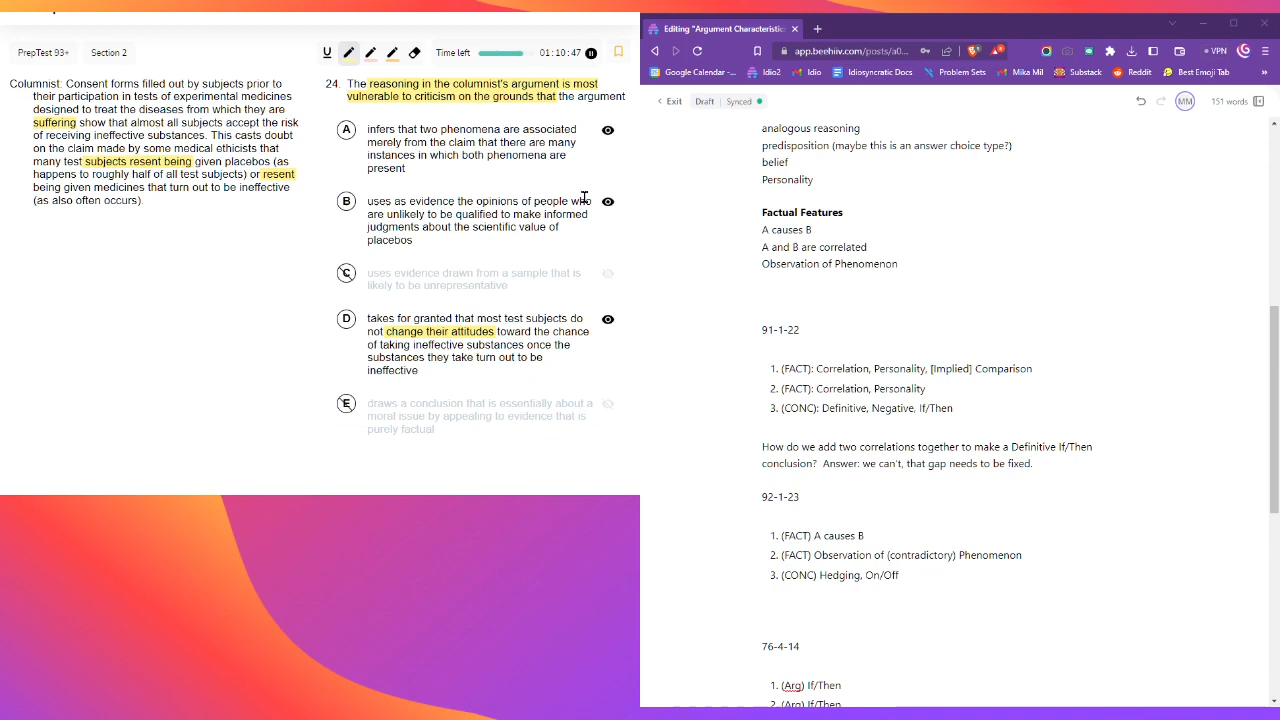 PrepTest 93+
Section 2
U
Time left
01:10:47
Columnist: Consent forms filled out by subjects prior to
their participation in tests of experimental medicines
designed to treat the diseases from which they are
suffering show that almost all subjects accept the risk
of receiving ineffective substances. This casts doubt
on the claim made by some medical ethicists that
many test subjects resent being given placebos (as
happens to roughly half of all test subjects) or resent
being given medicines that turn out to be ineffective
(as also often occurs).
24. The reasoning in the columnist's argument is most
vulnerable to criticism on the grounds that the argument
A infers that two phenomena are associated
merely from the claim that there are many
instances in which both phenomena are
present
B uses as evidence the opinions of people who
are unlikely to be qualified to make informed
judgments about the scientific value of
placebos
C uses evidence drawn from a sample that is
likely to be unrepresentative
D takes for granted that most test subjects do
not change their attitudes toward the chance
of taking ineffective substances once the
substances they take turn out to be
ineffective
E draws a conclusion that is essentially about a
moral issue by appealing to evidence that is
purely factual
Editing "Argument Characteristic
app.beehiiv.com/posts/a0...
VPN
Google Calendar -...
Idio2
Idio
Idiosyncracy Docs
Problem Sets
Mika Mil
Substack
Reddit
Best Emoji Tab
Exit
Draft
Synced
MM
151 words
analogous reasoning
predisposition (maybe this is an answer choice type?)
belief
Personality
Factual Features
A causes B
A and B are correlated
Observation of Phenomenon
91-1-22
1. (FACT): Correlation, Personality, [Implied] Comparison
2. (FACT): Correlation, Personality
3. (CONC): Definitive, Negative, If/Then
How do we add two correlations together to make a Definitive If/Then
conclusion? Answer: we can't, that gap needs to be fixed.
92-1-23
1. (FACT) A causes B
2. (FACT) Observation of (contradictory) Phenomenon
3. (CONC) Hedging, On/Off
76-4-14
1. (Arg) If/Then
2. (Arg) If/Then